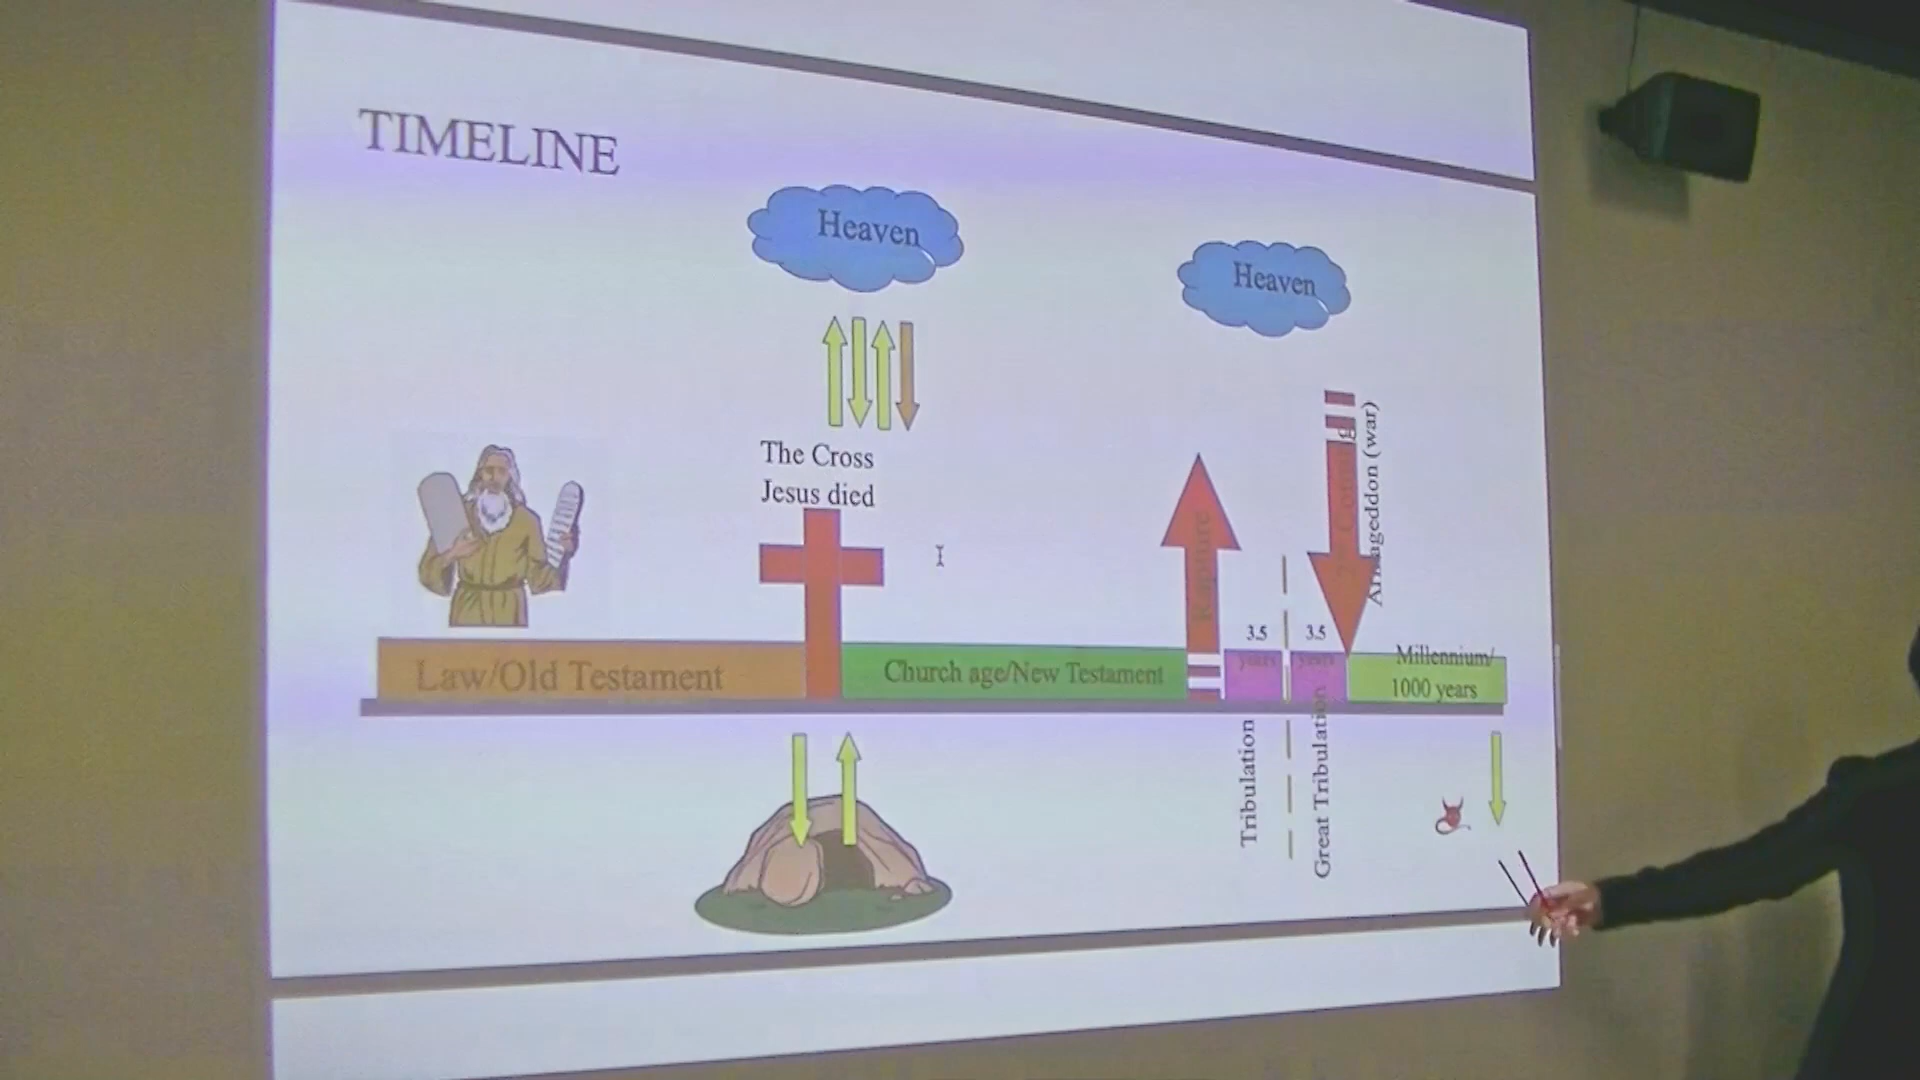 TIMELINE
Heaven
Heaven
The Cross
Jesus died
Rapture
Armageddon (war)
Law/Old Testament
Church age/New Testament
3.5
years
3.5
years
Millennium/
1000 years
Tribulation
Great Tribulation